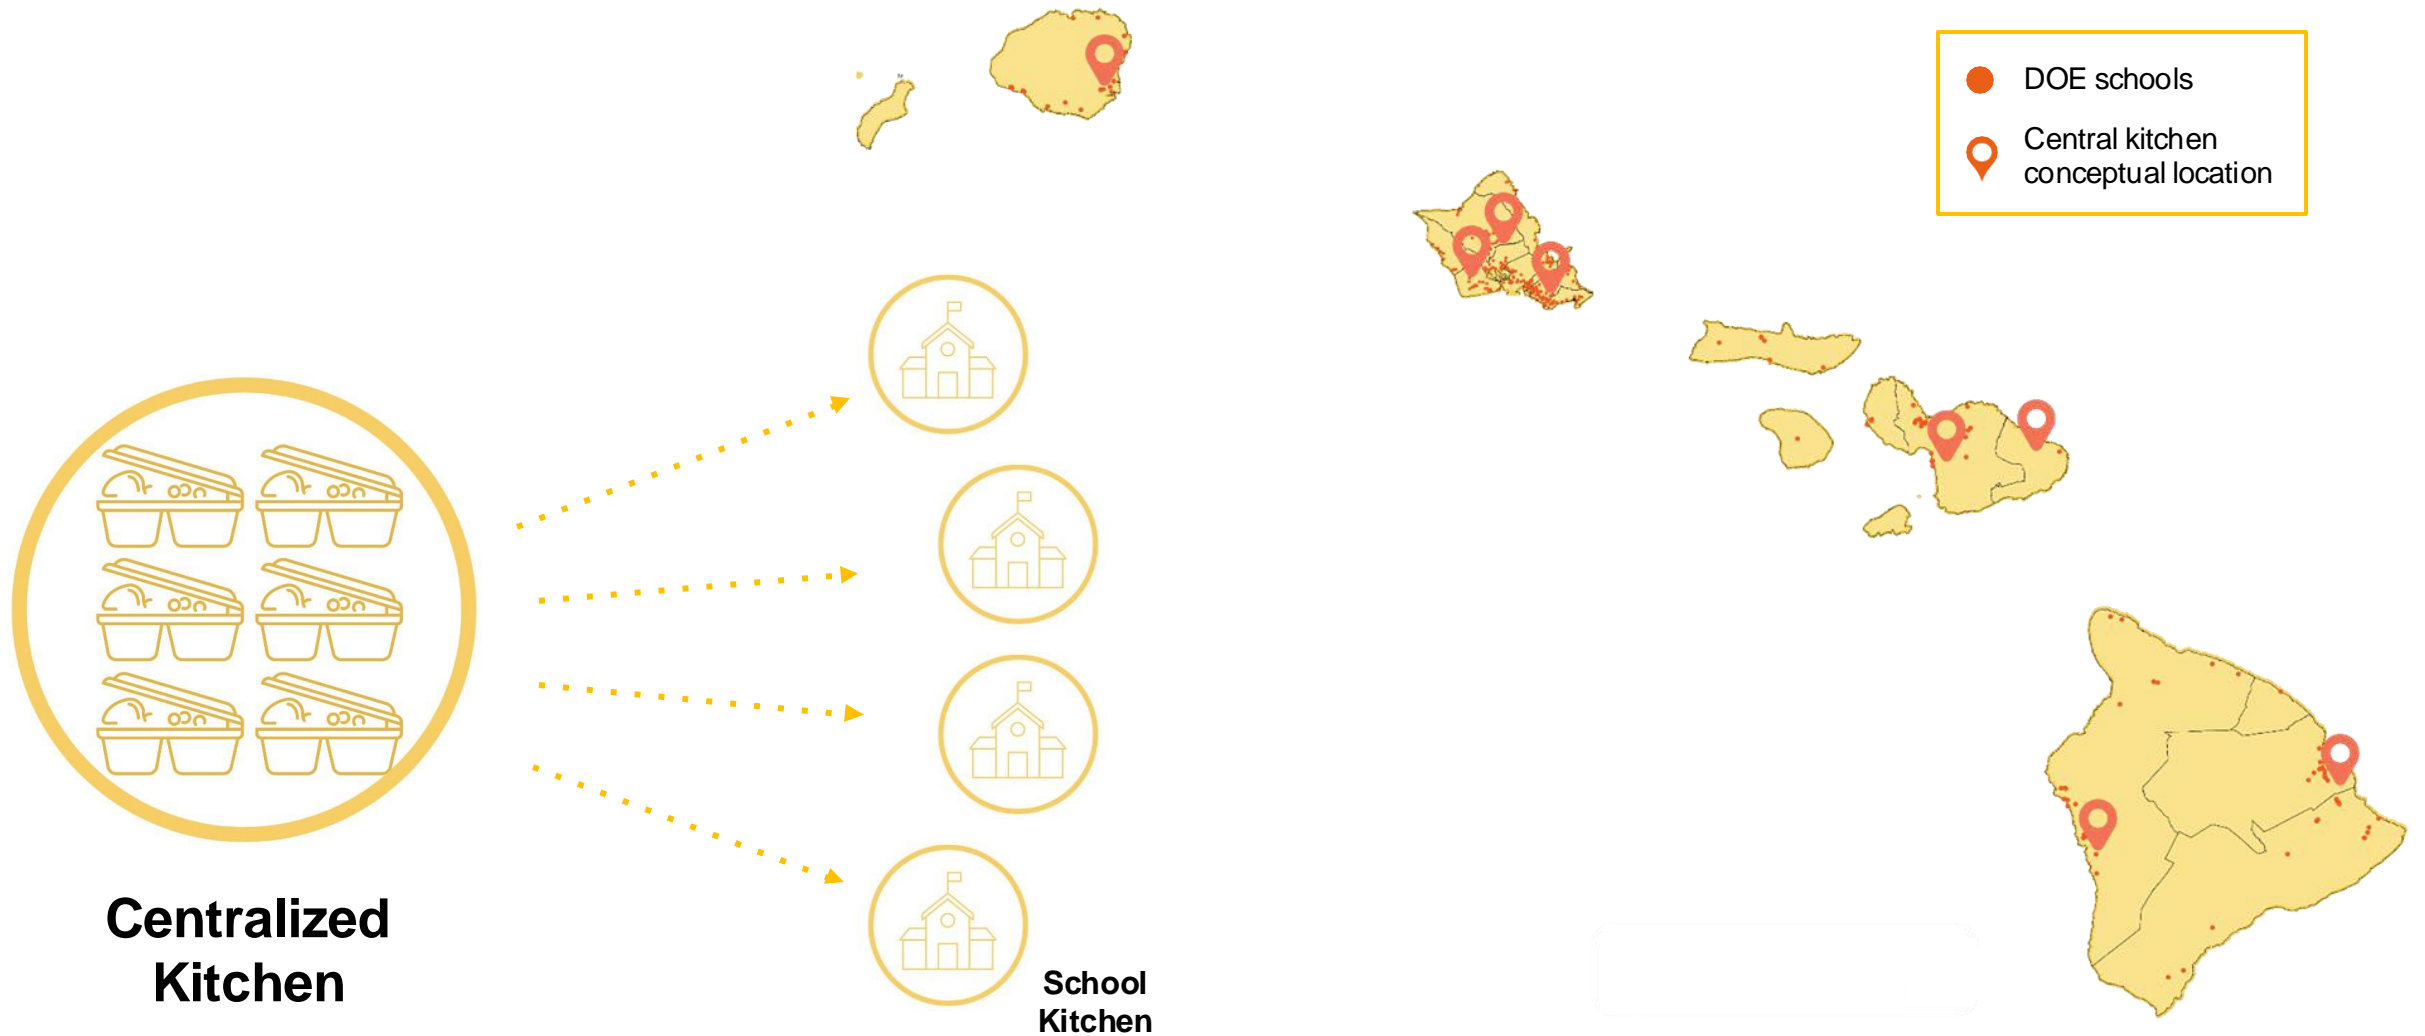 DOE schools
Central kitchen
conceptual location
Centralized
Kitchen
School
Kitchen